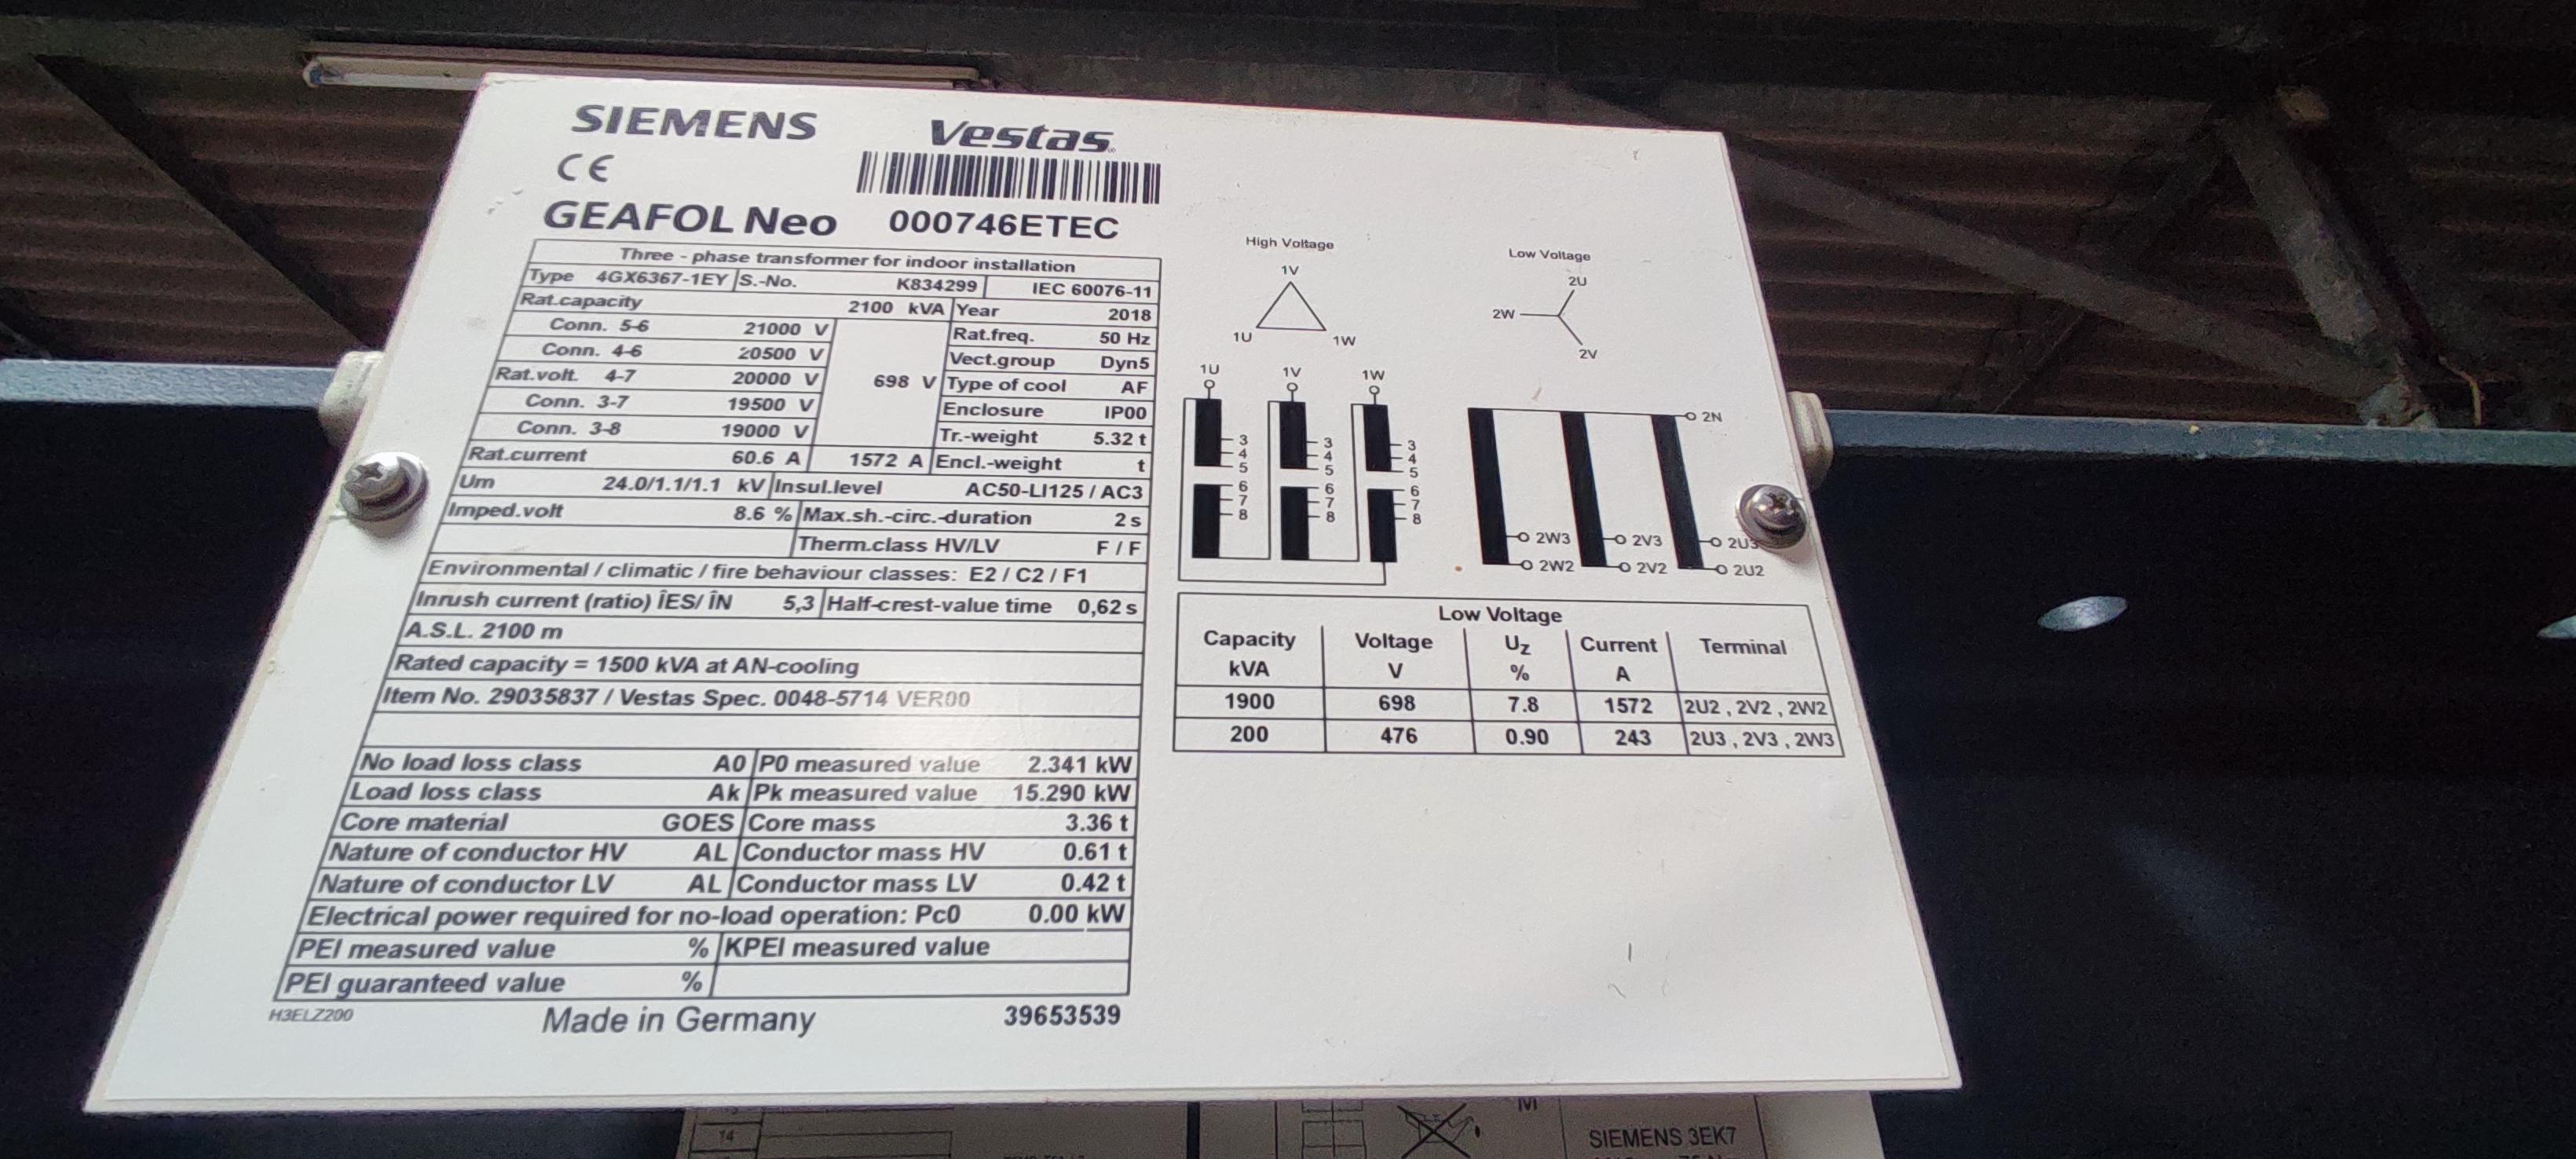 SIEMENS
Vestas
CE
GEAFOL Neo 000746ETEC
Three - phase transformer for indoor installation
Type 4GX6367-1EY S.-No. K834299 IEC 60076-11
Rat.capacity 2100 kVA Year 2018
Conn. 5-6 21000 V Rat.freq. 50 Hz
Conn. 4-6 20500 V Vect.group Dyn5
Rat.volt. 4-7 20000 V 698 V Type of cool AF
Conn. 3-7 19500 V Enclosure IP00
Conn. 3-8 19000 V Tr.-weight 5.32 t
Rat.current 60.6 A 1572 A Encl.-weight t
Um 24.0/1.1/1.1 kV Insul.level AC50-LI125 / AC3
Imped.volt 8.6 % Max.sh.-circ.-duration 2 s
Therm.class HV/LV F / F
Environmental / climatic / fire behaviour classes: E2 / C2 / F1
Inrush current (ratio) ÎES/ ÎN 5,3 Half-crest-value time 0,62 s
A.S.L. 2100 m
Rated capacity = 1500 kVA at AN-cooling
Item No. 29035837 / Vestas Spec. 0048-5714 VER00
No load loss class A0 P0 measured value 2.341 kW
Load loss class Ak Pk measured value 15.290 kW
Core material GOES Core mass 3.36 t
Nature of conductor HV AL Conductor mass HV 0.61 t
Nature of conductor LV AL Conductor mass LV 0.42 t
Electrical power required for no-load operation: Pc0 0.00 kW
PEI measured value % KPEI measured value
PEI guaranteed value %
H3ELZ200 Made in Germany 39653539
High Voltage
1V
1U 1W
Low Voltage
2U
2W
2V
1U 1V 1W
3 3 3
4 4 4
5 5 5
6 6 6
7 7 7
8 8 8
2N
2W3 2V3 2U3
2W2 2V2 2U2
Low Voltage
Capacity Voltage Uz Current Terminal
kVA V % A
1900 698 7.8 1572 2U2 , 2V2 , 2W2
200 476 0.90 243 2U3 , 2V3 , 2W3
14
SIEMENS 3EK7